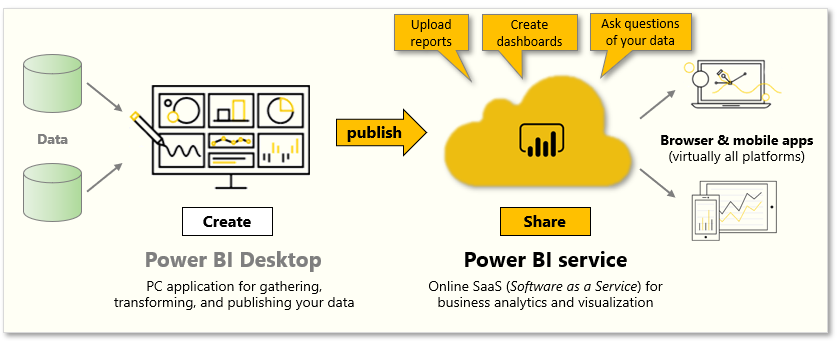 Upload
reports
Create
dashboards
Ask questions
of your data
Data
publish
Browser & mobile apps
(virtually all platforms)
Create
Share
Power BI Desktop
PC application for gathering,
transforming, and publishing your data
Power BI service
Online SaaS (Software as a Service) for
business analytics and visualization